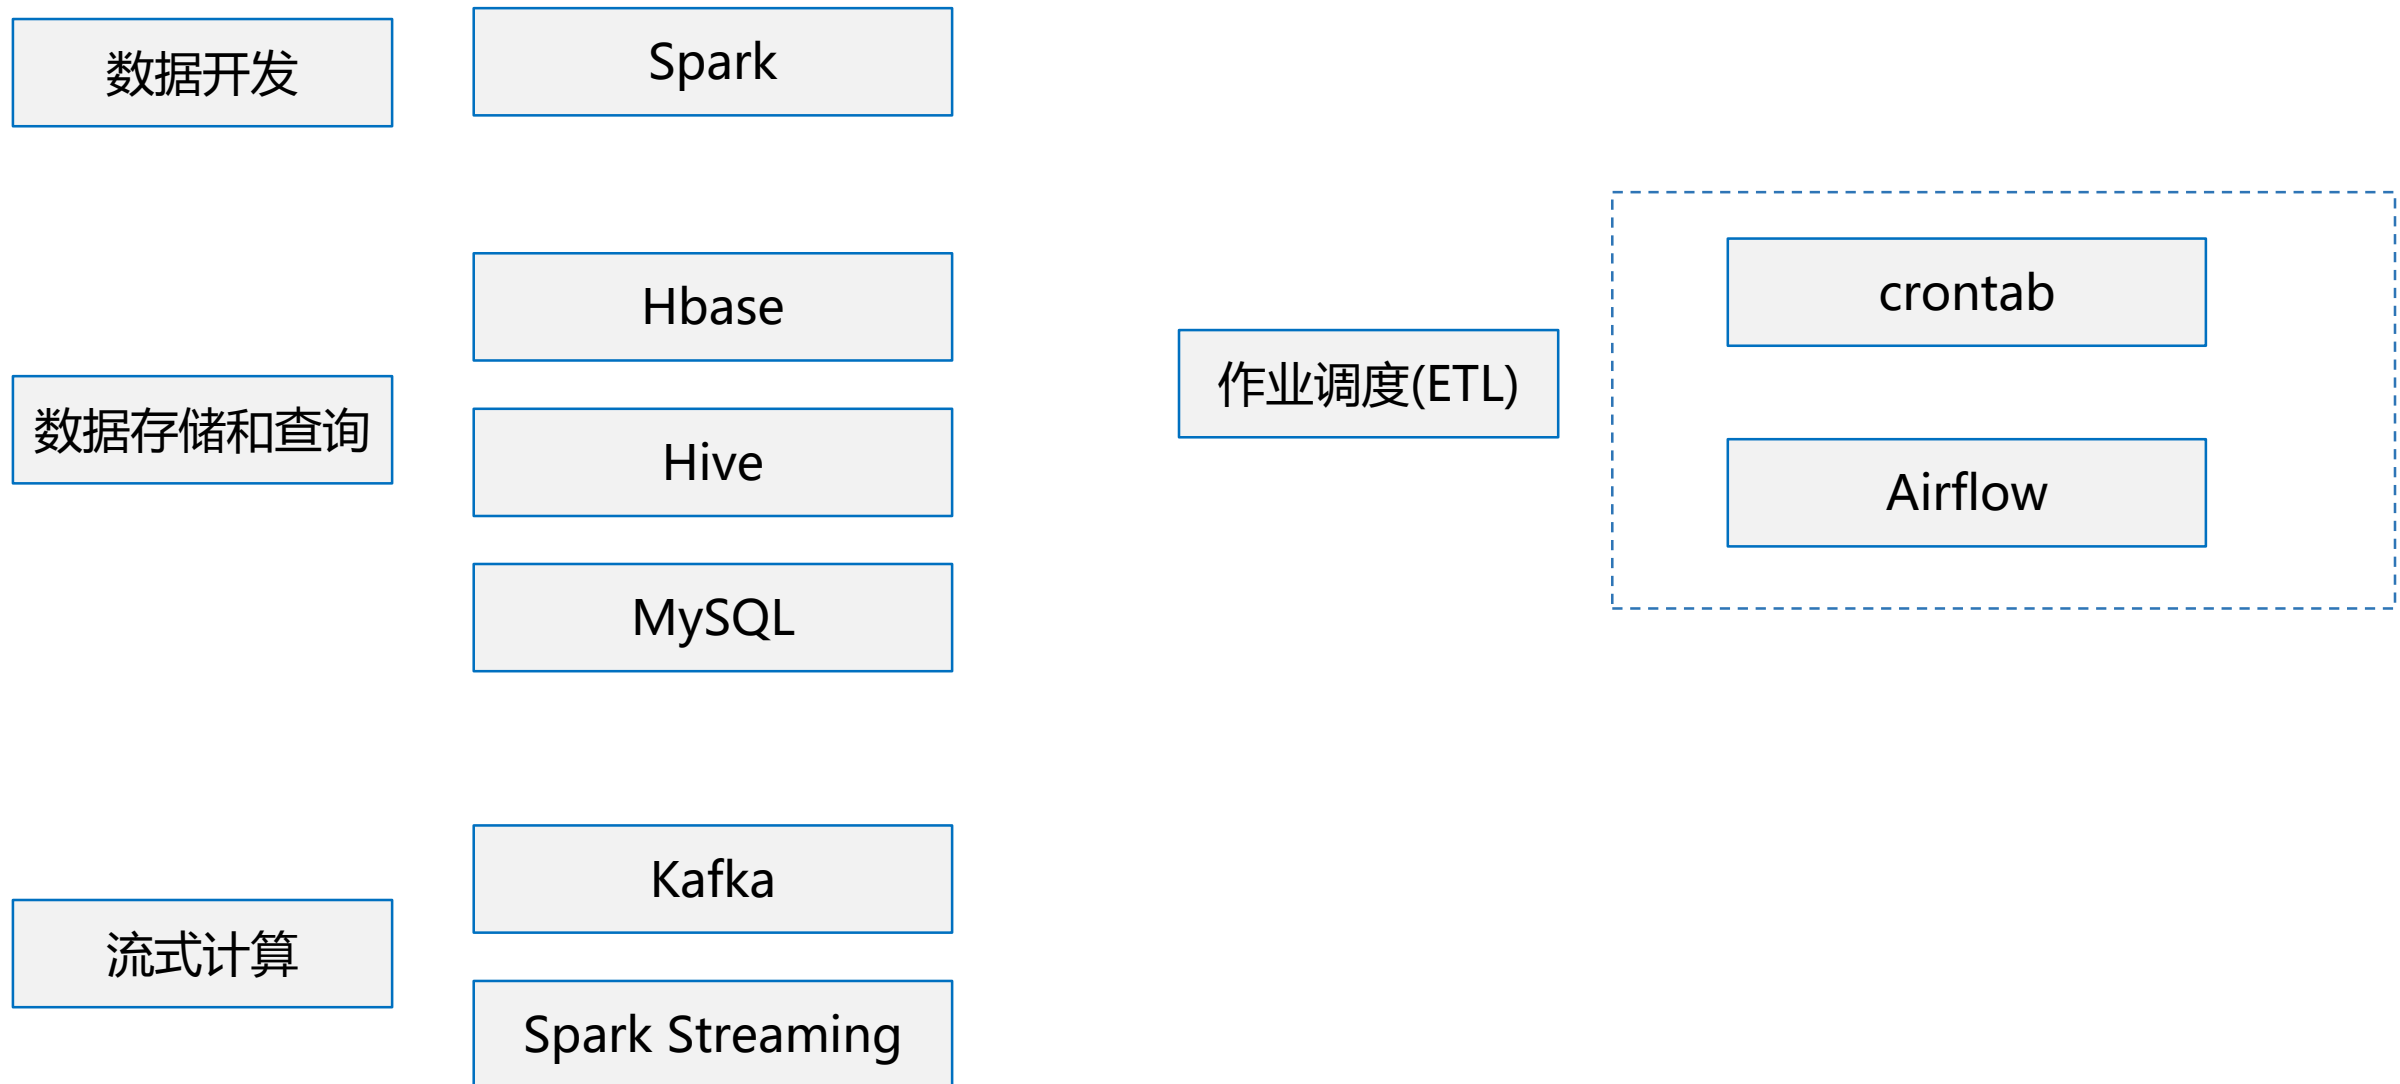 数据开发
Spark
数据存储和查询
Hbase
Hive
MySQL
流式计算
Kafka
Spark Streaming
作业调度(ETL)
crontab
Airflow